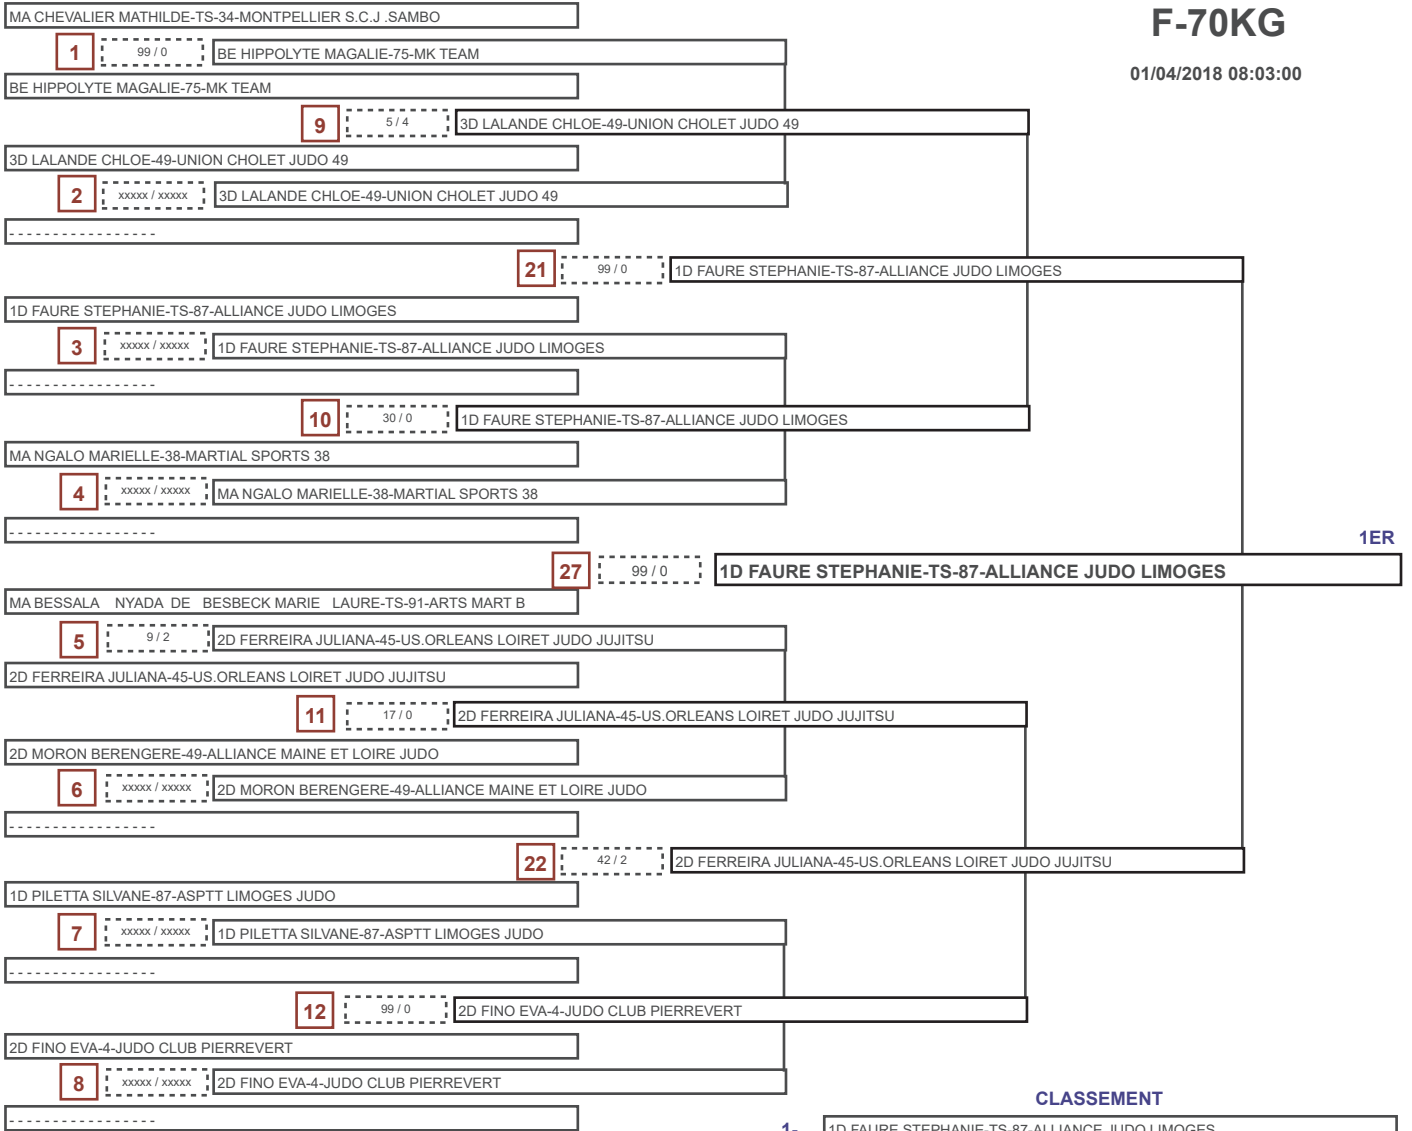 MA CHEVALIER MATHILDE-TS-34-MONTPELLIER S.C.J .SAMBO
F-70KG
1 99 / 0 BE HIPPOLYTE MAGALIE-75-MK TEAM
01/04/2018 08:03:00
BE HIPPOLYTE MAGALIE-75-MK TEAM
9 5 / 4 3D LALANDE CHLOE-49-UNION CHOLET JUDO 49
3D LALANDE CHLOE-49-UNION CHOLET JUDO 49
2 xxxxx / xxxxx 3D LALANDE CHLOE-49-UNION CHOLET JUDO 49
- - - - - - - - - - - - - - - - -
21 99 / 0 1D FAURE STEPHANIE-TS-87-ALLIANCE JUDO LIMOGES
1D FAURE STEPHANIE-TS-87-ALLIANCE JUDO LIMOGES
3 xxxxx / xxxxx 1D FAURE STEPHANIE-TS-87-ALLIANCE JUDO LIMOGES
- - - - - - - - - - - - - - - - -
10 30 / 0 1D FAURE STEPHANIE-TS-87-ALLIANCE JUDO LIMOGES
MA NGALO MARIELLE-38-MARTIAL SPORTS 38
4 xxxxx / xxxxx MA NGALO MARIELLE-38-MARTIAL SPORTS 38
- - - - - - - - - - - - - - - - -
1ER
27 99 / 0 1D FAURE STEPHANIE-TS-87-ALLIANCE JUDO LIMOGES
MA BESSALA NYADA DE BESBECK MARIE LAURE-TS-91-ARTS MART B
5 9 / 2 2D FERREIRA JULIANA-45-US.ORLEANS LOIRET JUDO JUJITSU
2D FERREIRA JULIANA-45-US.ORLEANS LOIRET JUDO JUJITSU
11 17 / 0 2D FERREIRA JULIANA-45-US.ORLEANS LOIRET JUDO JUJITSU
2D MORON BERENGERE-49-ALLIANCE MAINE ET LOIRE JUDO
6 xxxxx / xxxxx 2D MORON BERENGERE-49-ALLIANCE MAINE ET LOIRE JUDO
- - - - - - - - - - - - - - - - -
22 42 / 2 2D FERREIRA JULIANA-45-US.ORLEANS LOIRET JUDO JUJITSU
1D PILETTA SILVANE-87-ASPTT LIMOGES JUDO
7 xxxxx / xxxxx 1D PILETTA SILVANE-87-ASPTT LIMOGES JUDO
- - - - - - - - - - - - - - - - -
12 99 / 0 2D FINO EVA-4-JUDO CLUB PIERREVERT
2D FINO EVA-4-JUDO CLUB PIERREVERT
8 xxxxx / xxxxx 2D FINO EVA-4-JUDO CLUB PIERREVERT
CLASSEMENT
- - - - - - - - - - - - - - - - -
1- 1D FAURE STEPHANIE-TS-87-ALLIANCE JUDO LIMOGES